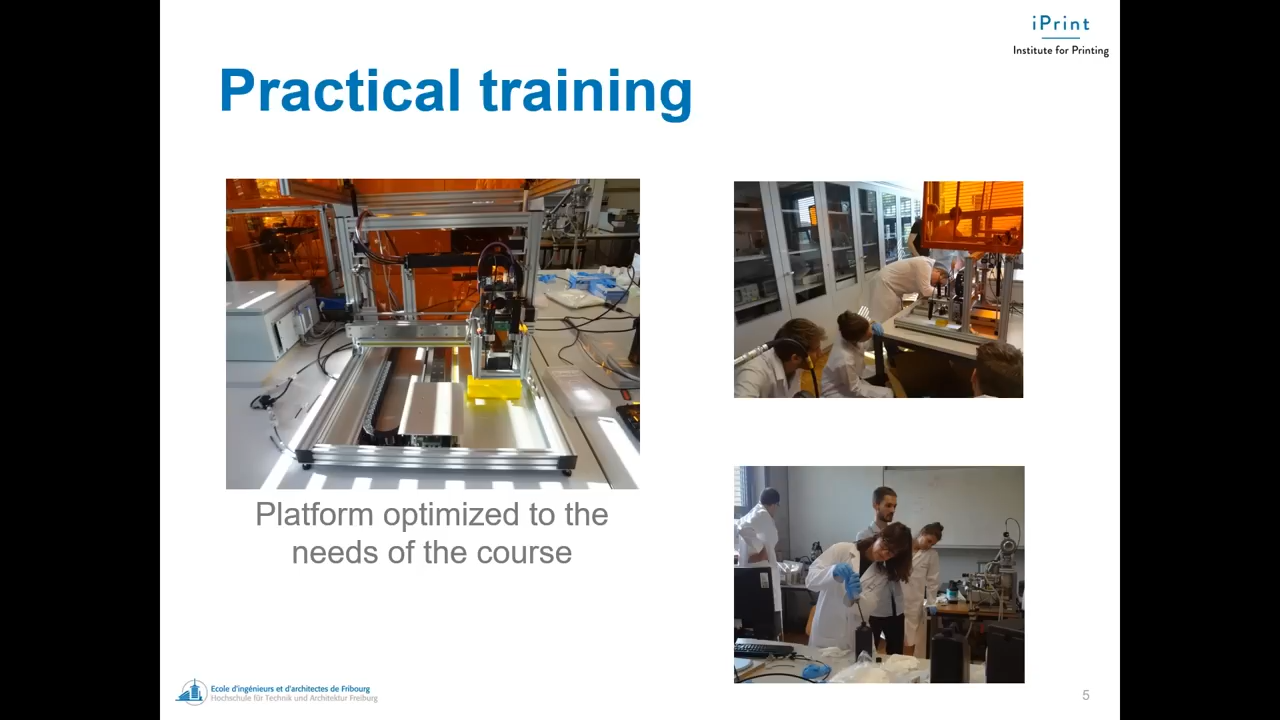 iPrint
Institute for Printing
Practical training
Platform optimized to the
needs of the course
Ecole d'ingénieurs et d'architectes de Fribourg
Hochschule für Technik und Architektur Freiburg
5